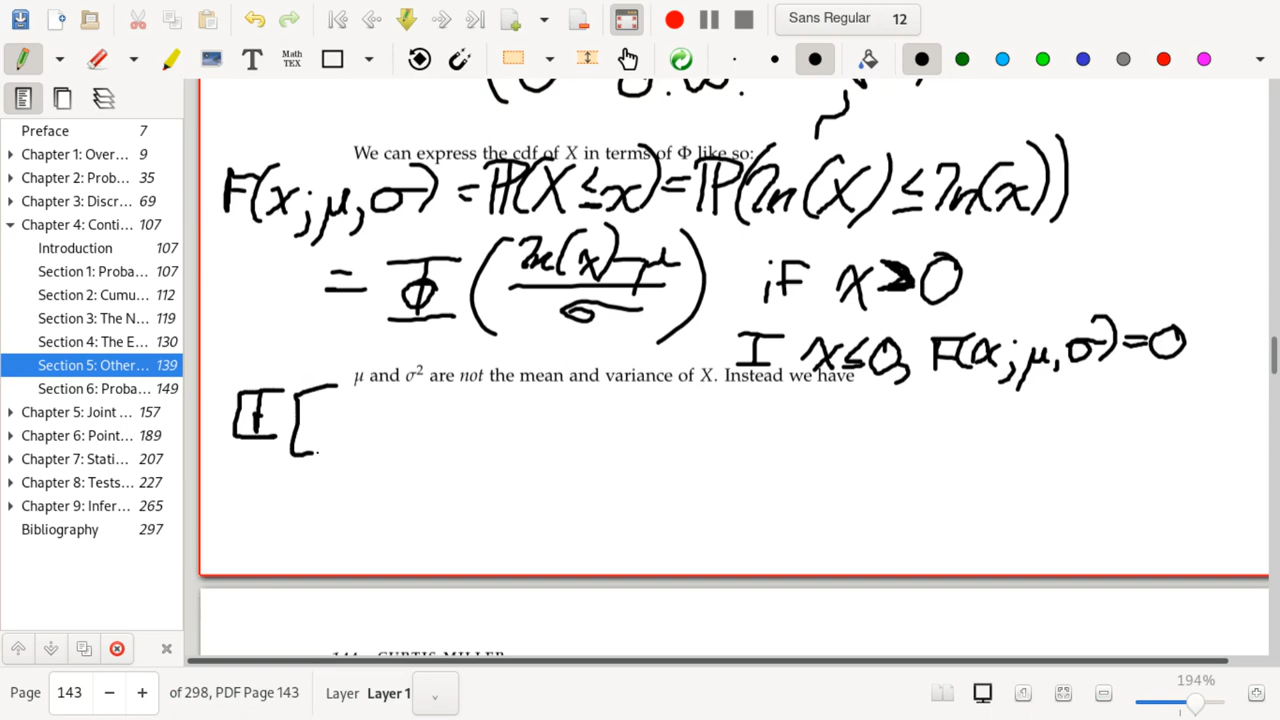 Sans Regular 12
Math
TEX
Preface 7
Chapter 1: Over... 9
Chapter 2: Prob... 35
Chapter 3: Discr... 69
Chapter 4: Conti... 107
Introduction 107
Section 1: Proba... 107
Section 2: Cumu... 112
Section 3: The N... 119
Section 4: The E... 130
Section 5: Other... 139
Section 6: Proba... 149
Chapter 5: Joint ... 157
Chapter 6: Point... 189
Chapter 7: Stati... 207
Chapter 8: Tests... 227
Chapter 9: Infer... 265
Bibliography 297
We can express the cdf of X in terms of Φ like so:
F(x; μ, σ) = ℙ(X ≤ x) = ℙ(ln(X) ≤ ln(x))
= Φ((ln(x) - μ)/σ) if x > 0
I x ≤ 0, F(x; μ, σ) = 0
μ and σ² are not the mean and variance of X. Instead we have
𝔼[
144 CURTIS MILLER
Page 143 of 298, PDF Page 143
Layer Layer 1
194%